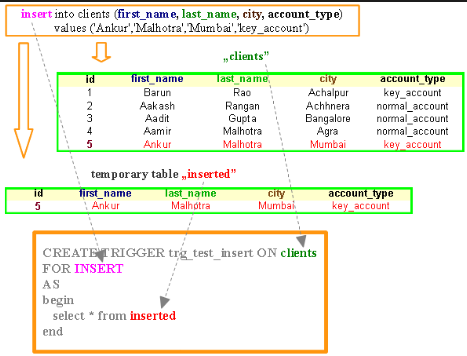 insert into clients (first_name, last_name, city, account_type)
values ('Ankur','Malhotra','Mumbai','key_account')
„clients”
id first_name last_name city account_type
1 Barun Rao Achalpur key_account
2 Aakash Rangan Achhnera normal_account
3 Aadit Gupta Bangalore normal_account
4 Aamir Malhotra Agra normal_account
5 Ankur Malhotra Mumbai key_account
temporary table „inserted”
id first_name last_name city account_type
5 Ankur Malhotra Mumbai key_account
CREATE TRIGGER trg_test_insert ON clients
FOR INSERT
AS
begin
select * from inserted
end